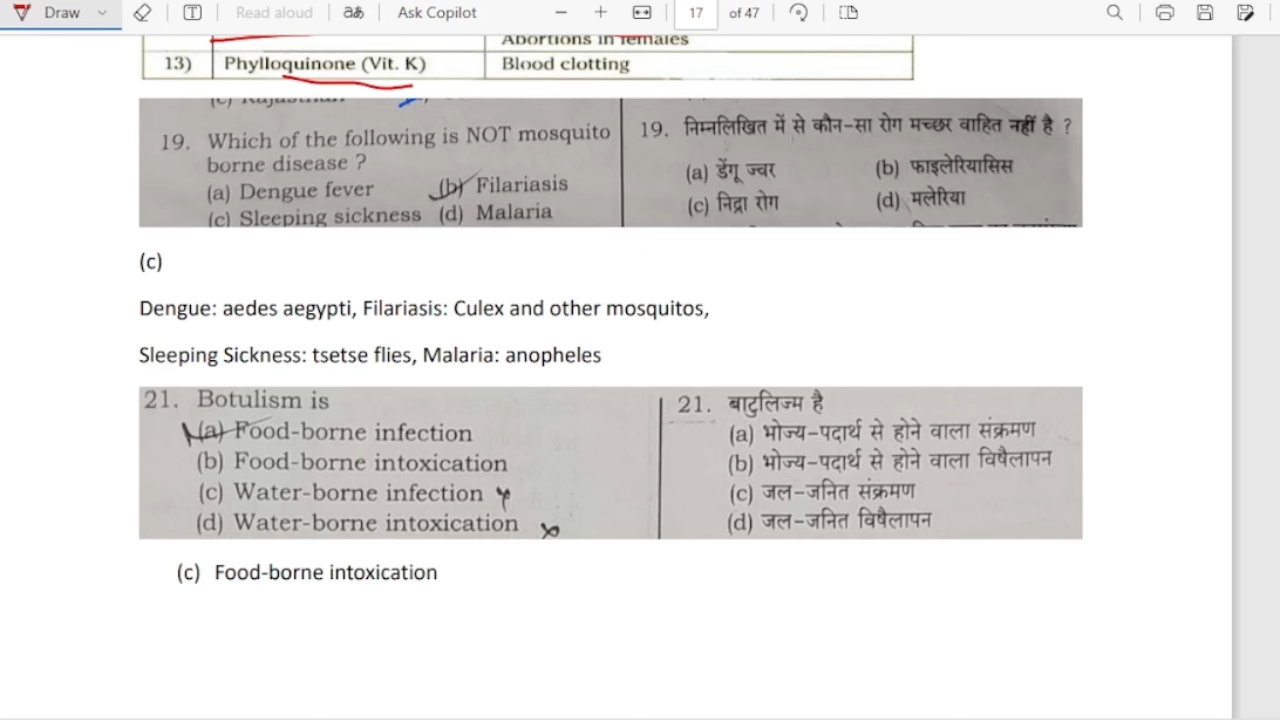 Draw
Read aloud
aあ
Ask Copilot
17
of 47
Abortions in females
13) Phylloquinone (Vit. K) Blood clotting
(c) Rajasthan
19. Which of the following is NOT mosquito
borne disease ?
(a) Dengue fever (b) Filariasis
(c) Sleeping sickness (d) Malaria
19. निम्नलिखित में से कौन-सा रोग मच्छर वाहित नहीं है ?
(a) डेंगू ज्वर (b) फाइलेरियासिस
(c) निद्रा रोग (d) मलेरिया
(c)
Dengue: aedes aegypti, Filariasis: Culex and other mosquitos,
Sleeping Sickness: tsetse flies, Malaria: anopheles
21. Botulism is
(a) Food-borne infection
(b) Food-borne intoxication
(c) Water-borne infection
(d) Water-borne intoxication
21. बाटुलिज्म है
(a) भोज्य-पदार्थ से होने वाला संक्रमण
(b) भोज्य-पदार्थ से होने वाला विषैलापन
(c) जल-जनित संक्रमण
(d) जल-जनित विषैलापन
(c) Food-borne intoxication